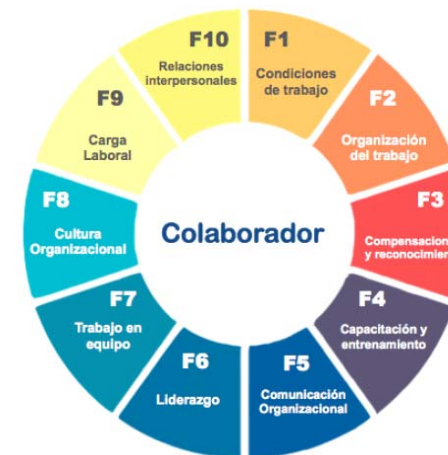 F1
Condiciones
de trabajo
F2
Organización
del trabajo
F3
Compensacion
y reconocimien
F4
Capacitación y
entrenamiento
F5
Comunicación
Organizacional
F6
Liderazgo
F7
Trabajo en
equipo
F8
Cultura
Organizacional
F9
Carga
Laboral
F10
Relaciones
interpersonales
Colaborador